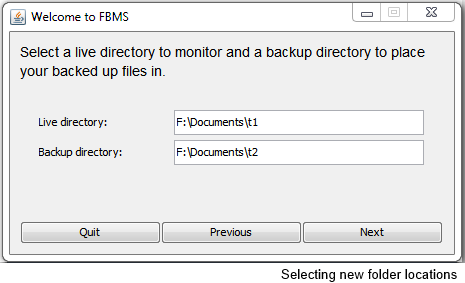 Welcome to FBMS
Select a live directory to monitor and a backup directory to place
your backed up files in.
Live directory: F:\Documents\t1
Backup directory: F:\Documents\t2
Quit Previous Next
Selecting new folder locations